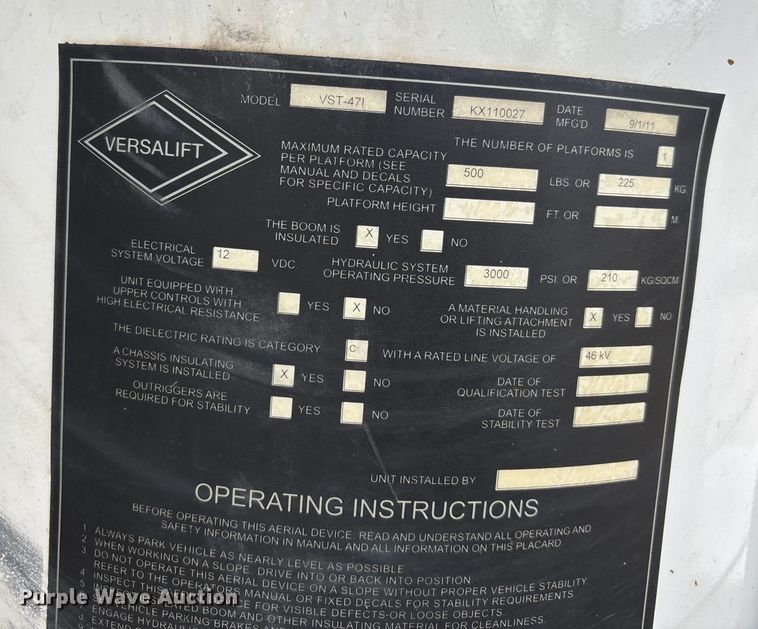 VERSALIFT
MODEL VST-47I SERIAL NUMBER KX110027 DATE MFG'D 9/1/11
THE NUMBER OF PLATFORMS IS 1
MAXIMUM RATED CAPACITY
PER PLATFORM (SEE
MANUAL AND DECALS
FOR SPECIFIC CAPACITY) 500 LBS. OR 225 KG.
PLATFORM HEIGHT FT. OR M.
THE BOOM IS
INSULATED X YES NO
ELECTRICAL
SYSTEM VOLTAGE 12 VDC.
HYDRAULIC SYSTEM
OPERATING PRESSURE 3000 PSI. OR 210 KG/SQCM
UNIT EQUIPPED WITH
UPPER CONTROLS WITH
HIGH ELECTRICAL RESISTANCE YES X NO
A MATERIAL HANDLING
OR LIFTING ATTACHMENT
IS INSTALLED X YES NO
THE DIELECTRIC RATING IS CATEGORY C WITH A RATED LINE VOLTAGE OF 46 kV
A CHASSIS INSULATING
SYSTEM IS INSTALLED X YES NO
DATE OF
QUALIFICATION TEST
OUTRIGGERS ARE
REQUIRED FOR STABILITY YES NO
DATE OF
STABILITY TEST
UNIT INSTALLED BY
OPERATING INSTRUCTIONS
BEFORE OPERATING THIS AERIAL DEVICE, READ AND UNDERSTAND ALL OPERATING AND
SAFETY INFORMATION IN MANUAL AND ALL INFORMATION ON THIS PLACARD.
1. ALWAYS PARK VEHICLE AS NEARLY LEVEL AS POSSIBLE
2. WHEN WORKING ON A SLOPE, DRIVE INTO OR BACK INTO POSITION
3. DO NOT OPERATE THIS AERIAL DEVICE ON A SLOPE WITHOUT PROPER VEHICLE STABILITY.
4. REFER TO THE OPERATORS MANUAL OR FIXED DECALS FOR STABILITY REQUIREMENTS.
5. INSPECT THIS DEVICE FOR VISIBLE DEFECTS OR LOOSE OBJECTS.
BOOM AND OTHER INSULATING MATERIAL FOR CLEANLINESS.
VEHICLE PARKING BRAKES AND
ENGAGE HYDRAULIC
EXTEND
Purple Wave Auction